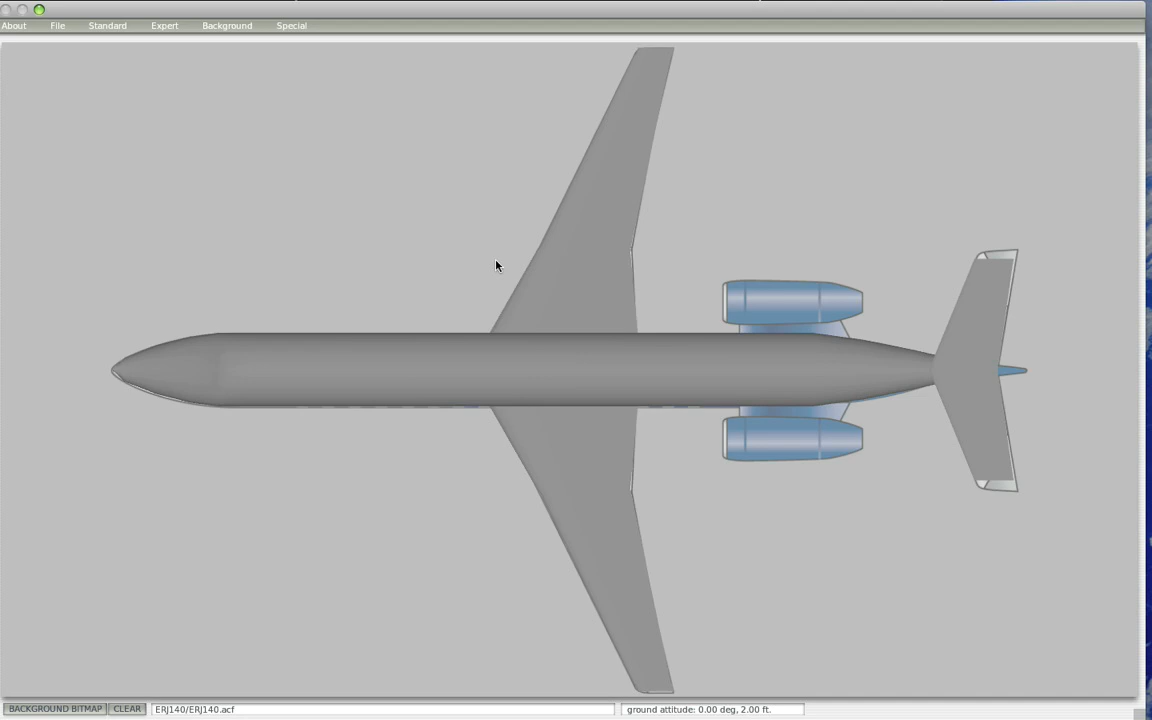 About File Standard Expert Background Special
BACKGROUND BITMAP CLEAR ERJ140/ERJ140.acf ground attitude: 0.00 deg, 2.00 ft.